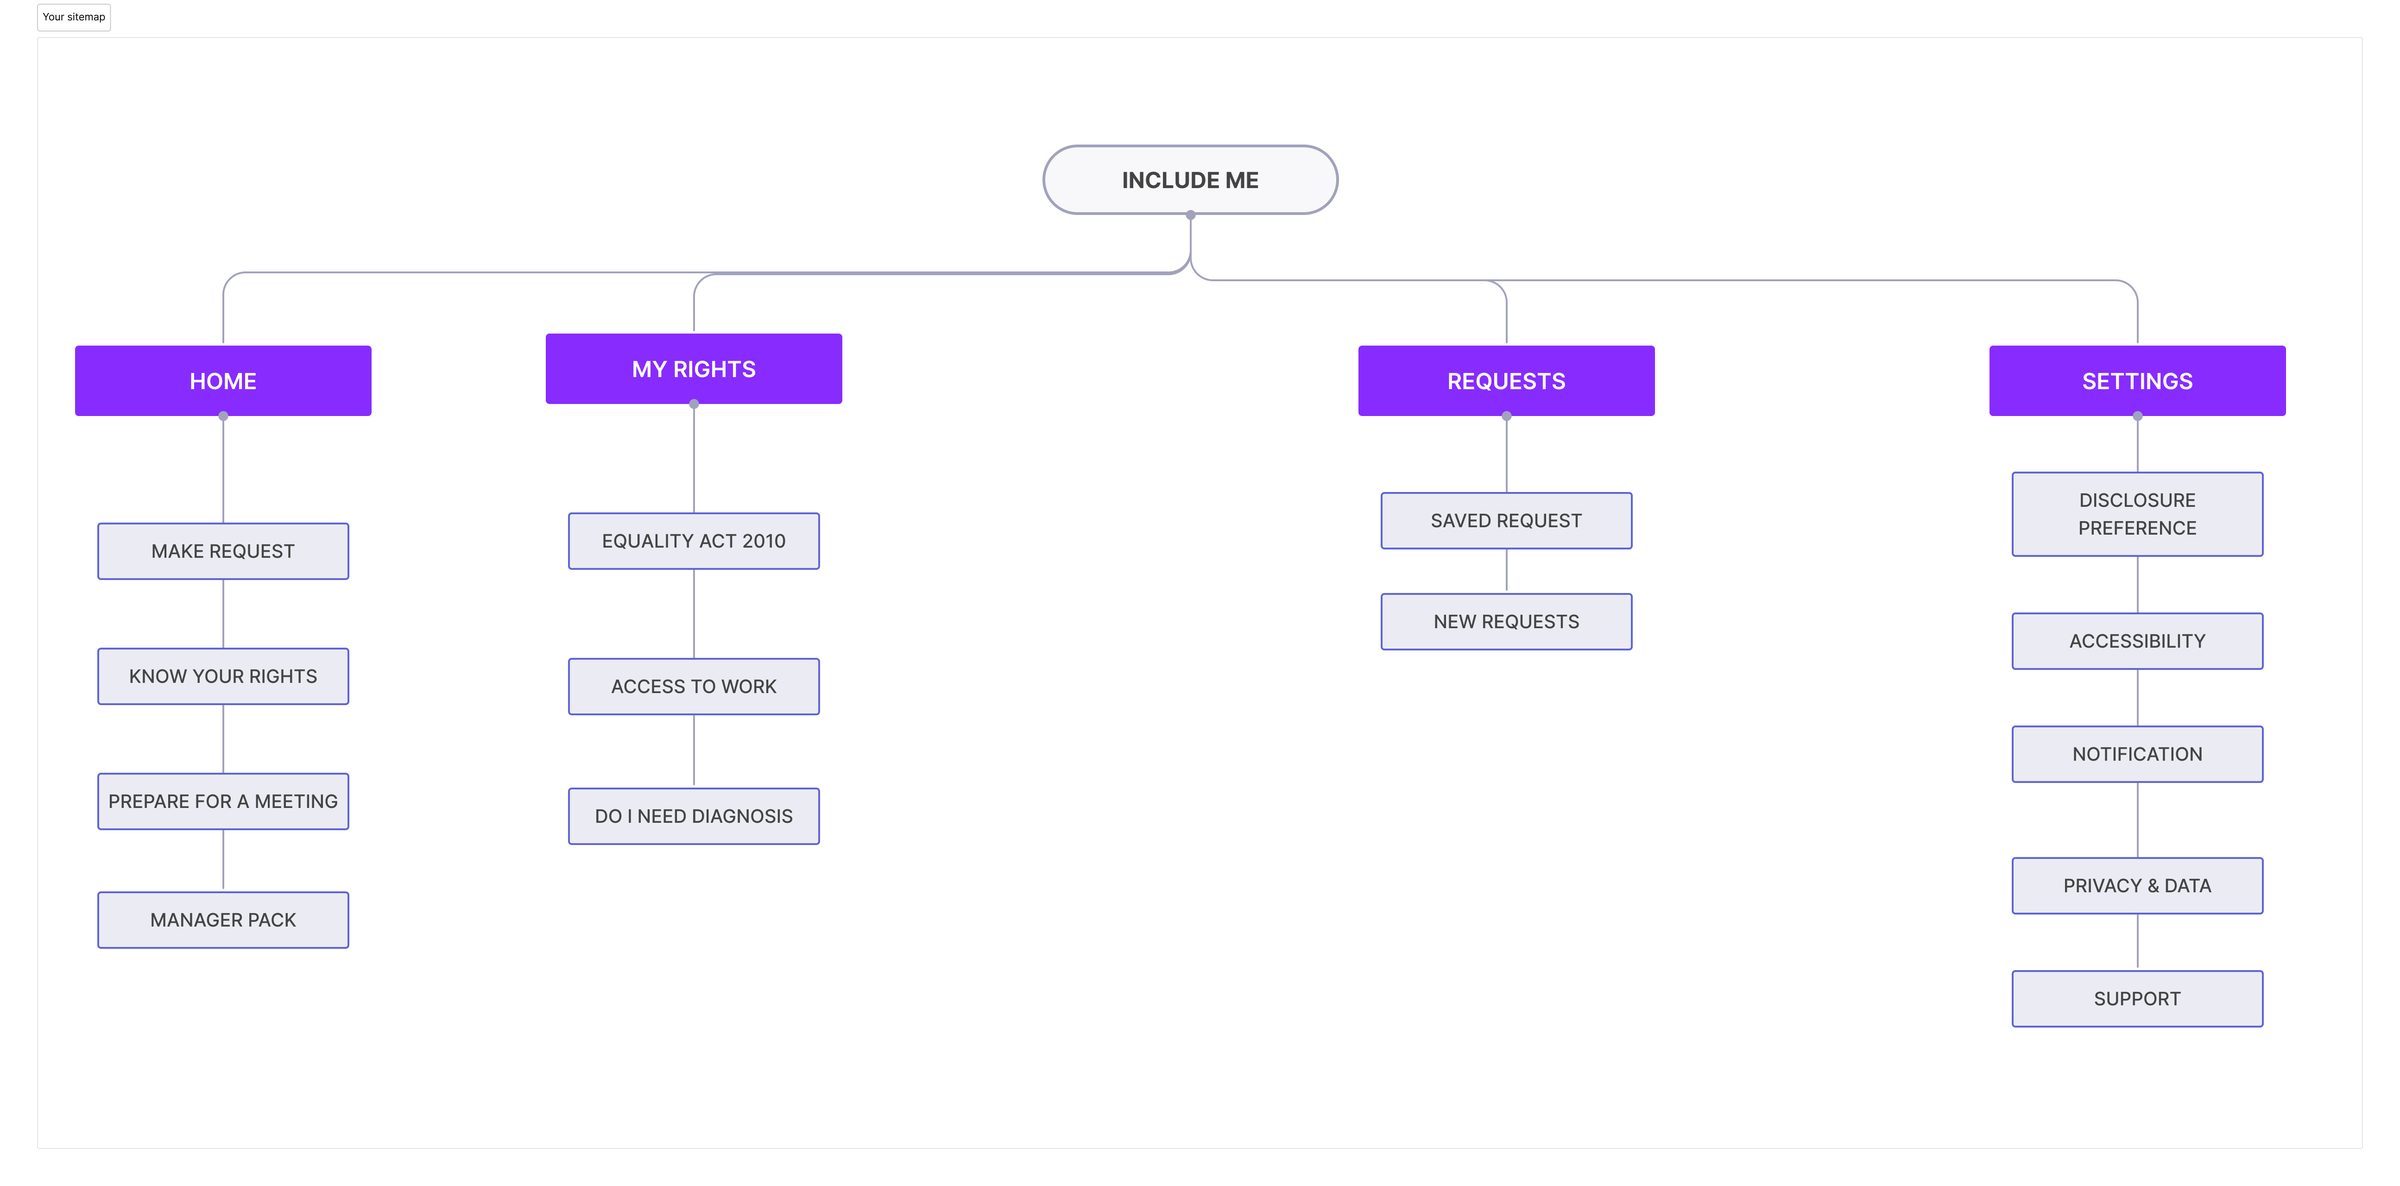 Your sitemap
INCLUDE ME
HOME
MAKE REQUEST
KNOW YOUR RIGHTS
PREPARE FOR A MEETING
MANAGER PACK
MY RIGHTS
EQUALITY ACT 2010
ACCESS TO WORK
DO I NEED DIAGNOSIS
REQUESTS
SAVED REQUEST
NEW REQUESTS
SETTINGS
DISCLOSURE
PREFERENCE
ACCESSIBILITY
NOTIFICATION
PRIVACY & DATA
SUPPORT